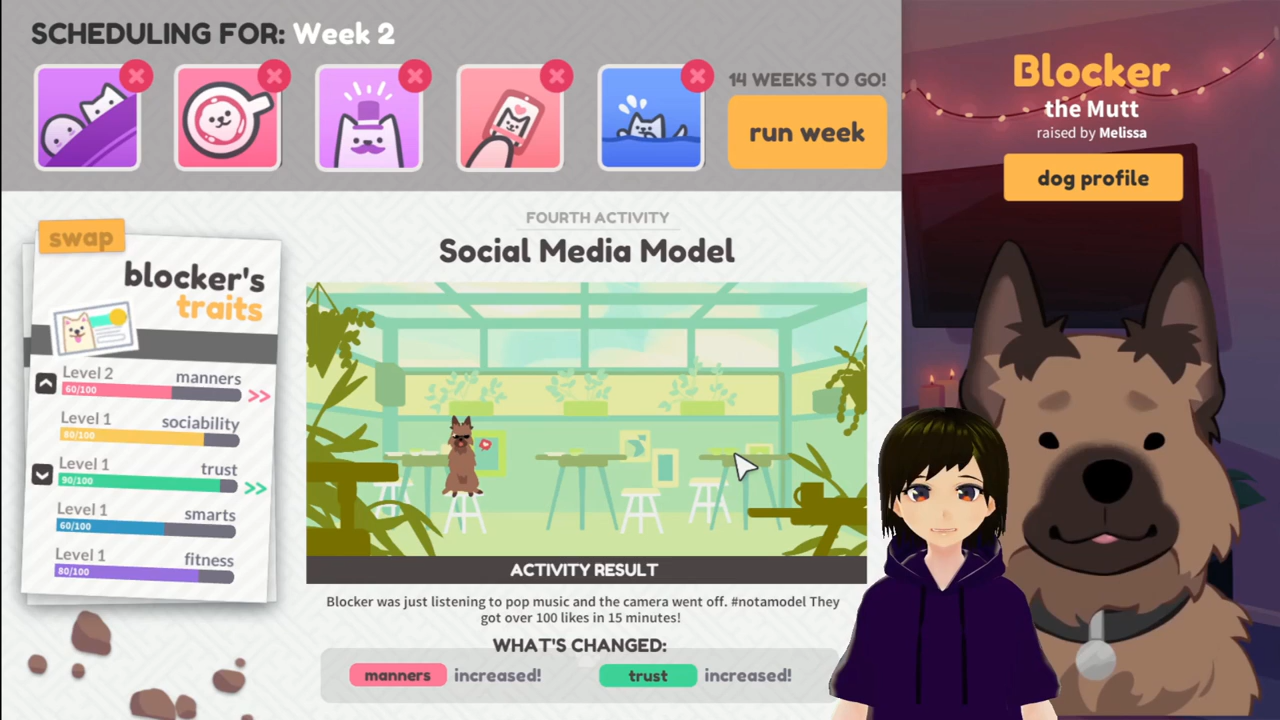 SCHEDULING FOR: Week 2
14 WEEKS TO GO!
run week
Blocker
the Mutt
raised by Melissa
dog profile
swap
blocker's
traits
Level 2 manners
60/100
Level 1 sociability
80/100
Level 1 trust
90/100
Level 1 smarts
60/100
Level 1 fitness
80/100
FOURTH ACTIVITY
Social Media Model
ACTIVITY RESULT
Blocker was just listening to pop music and the camera went off. #notamodel They
got over 100 likes in 15 minutes!
WHAT'S CHANGED:
manners increased! trust increased!